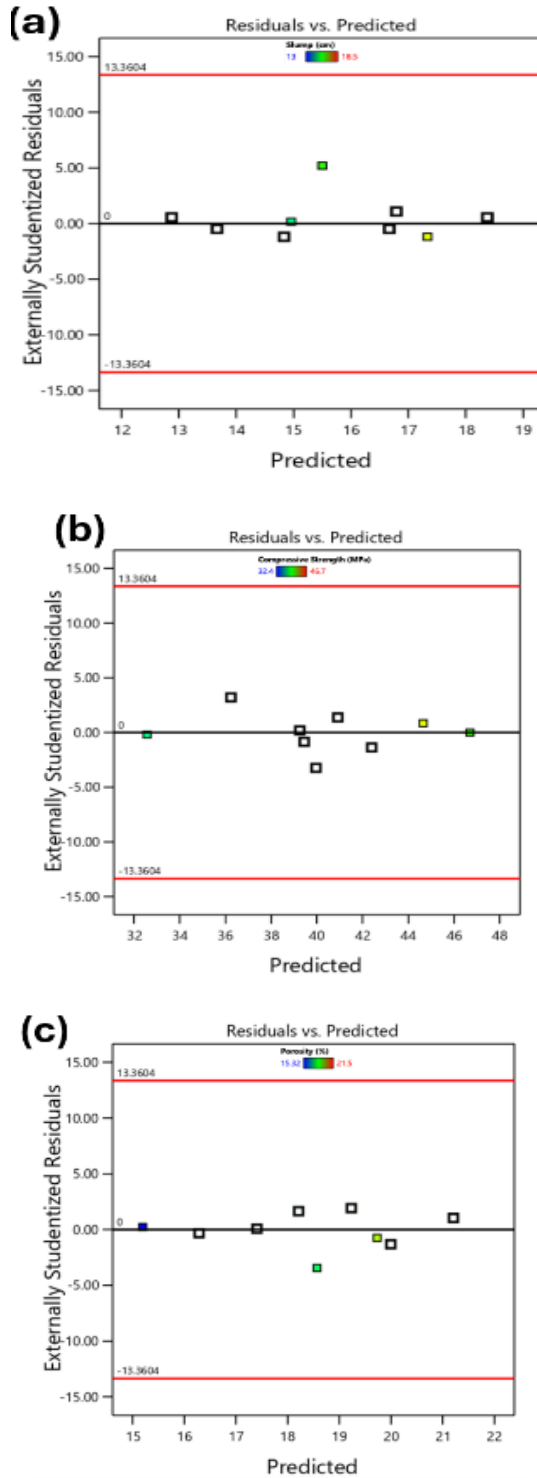 (a)
Residuals vs. Predicted
Slump (cm)
13 18.5
15.00
13.3604
10.00
5.00
0
0.00
-5.00
-10.00
-13.3604
-15.00
Externally Studentized Residuals
12 13 14 15 16 17 18 19
Predicted
(b)
Residuals vs. Predicted
Compressive Strength (MPa)
32.4 46.7
15.00
13.3604
10.00
5.00
0
0.00
-5.00
-10.00
-13.3604
-15.00
Externally Studentized Residuals
32 34 36 38 40 42 44 46 48
Predicted
(c)
Residuals vs. Predicted
Porosity (%)
15.32 21.5
15.00
13.3604
10.00
5.00
0
0.00
-5.00
-10.00
-13.3604
-15.00
Externally Studentized Residuals
15 16 17 18 19 20 21 22
Predicted